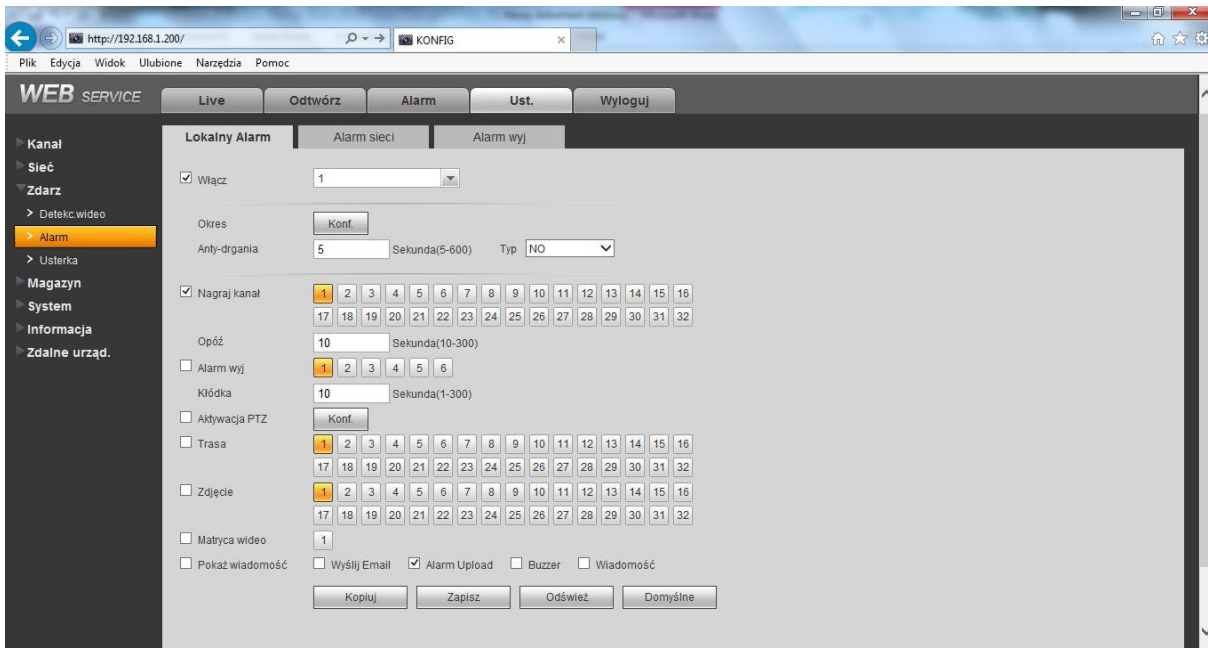 http://192.168.1.200/ KONFIG
Plik Edycja Widok Ulubione Narzędzia Pomoc
WEB SERVICE
Live Odtwórz Alarm Ust. Wyloguj
Kanał
Sieć
Zdarz
> Detekc.wideo
> Alarm
> Usterka
Magazyn
System
Informacja
Zdalne urząd.
Lokalny Alarm Alarm sieci Alarm wyj
Włącz 1
Okres Konf.
Anty-drgania 5 Sekunda(5-600) Typ NO
Nagraj kanał 1 2 3 4 5 6 7 8 9 10 11 12 13 14 15 16
17 18 19 20 21 22 23 24 25 26 27 28 29 30 31 32
Opóź 10 Sekunda(10-300)
Alarm wyj 1 2 3 4 5 6
Kłódka 10 Sekunda(1-300)
Aktywacja PTZ Konf.
Trasa 1 2 3 4 5 6 7 8 9 10 11 12 13 14 15 16
17 18 19 20 21 22 23 24 25 26 27 28 29 30 31 32
Zdjęcie 1 2 3 4 5 6 7 8 9 10 11 12 13 14 15 16
17 18 19 20 21 22 23 24 25 26 27 28 29 30 31 32
Matryca wideo 1
Pokaż wiadomość Wyślij Email Alarm Upload Buzzer Wiadomość
Kopiuj Zapisz Odśwież Domyślne